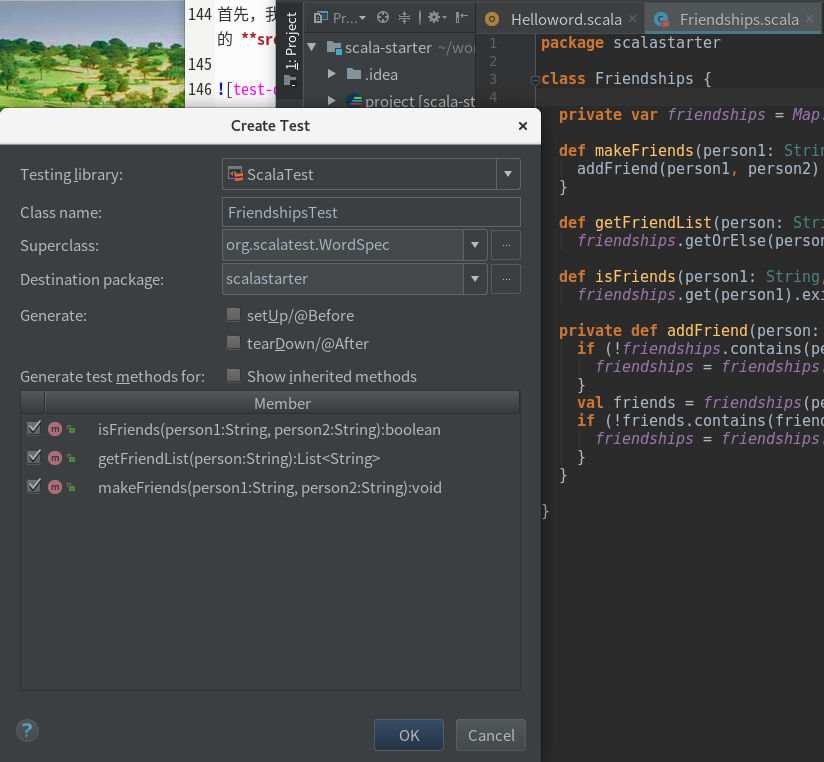 144 首先，我
的 **src
145
146 ![test-c
1: Project
Pr...
scala-starter ~/wo
.idea
project [scala-st
Helloword.scala
Friendships.scala
1 package scalastarter
2
3 class Friendships {
4
private var friendships = Map.
def makeFriends(person1: Strin
addFriend(person1, person2)
}
def getFriendList(person: Stri
friendships.getOrElse(person
def isFriends(person1: String,
friendships.get(person1).exi
private def addFriend(person:
if (!friendships.contains(pe
friendships = friendships.
}
val friends = friendships(pe
if (!friends.contains(frien
friendships = friendships.
}
}
}
Create Test
Testing library:
ScalaTest
Class name:
FriendshipsTest
Superclass:
org.scalatest.WordSpec
...
Destination package:
scalastarter
...
Generate:
setUp/@Before
tearDown/@After
Generate test methods for:
Show inherited methods
Member
m isFriends(person1:String, person2:String):boolean
m getFriendList(person:String):List<String>
m makeFriends(person1:String, person2:String):void
?
OK
Cancel